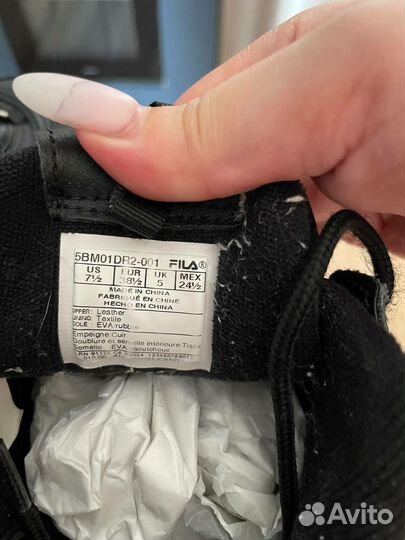 5BM01DR2-001 FILA®
US EUR UK MEX
7½ 38½ 5 24½
MADE IN CHINA
FABRIQUÉ EN CHINE
HECHO EN CHINA
UPPER: Leather
LINING: Textile
SOLE : EVA/rubber
Empeigne:Cuir
Doublure et semelle intérieure:Tissu
Semelle : EVA caoutchouc
Avito